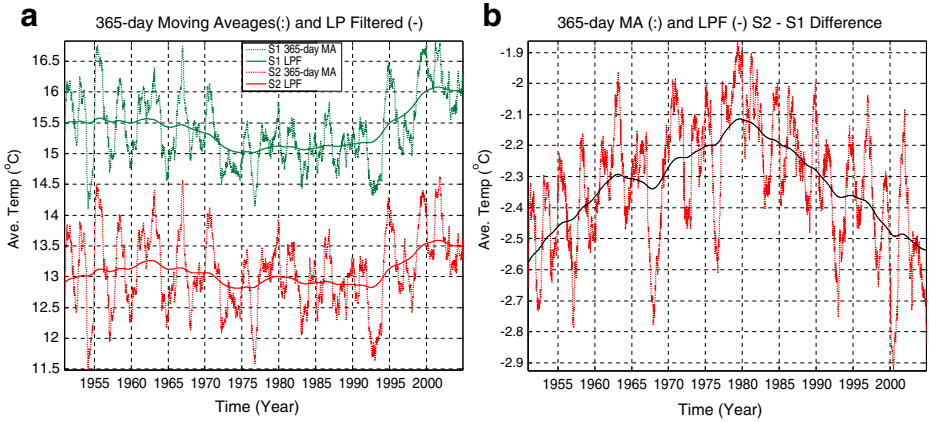 a
365-day Moving Aveages(:) and LP Filtered (-)
S1 365-day MA
S1 LPF
S2 365-day MA
S2 LPF
16.5
16
15.5
15
14.5
14
13.5
13
12.5
12
11.5
Ave. Temp (°C)
1955 1960 1965 1970 1975 1980 1985 1990 1995 2000
Time (Year)
b
365-day MA (:) and LPF (-) S2 - S1 Difference
-1.9
-2
-2.1
-2.2
-2.3
-2.4
-2.5
-2.6
-2.7
-2.8
-2.9
Ave. Temp (°C)
1955 1960 1965 1970 1975 1980 1985 1990 1995 2000
Time (Year)